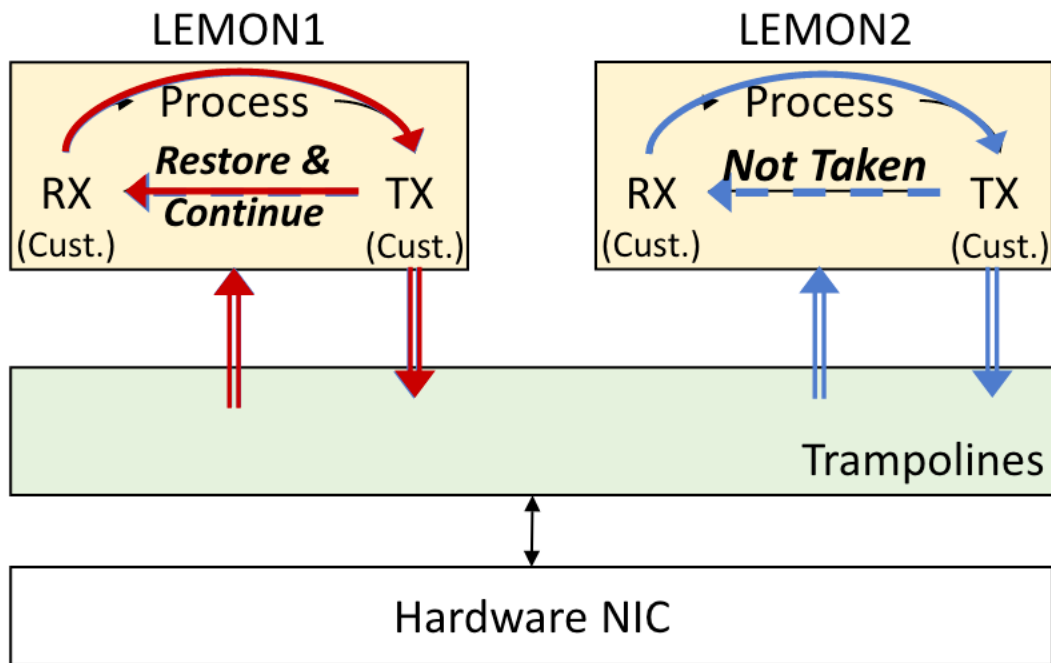 LEMON1
Process
Restore &
Continue
RX
TX
(Cust.)
(Cust.)
LEMON2
Process
Not Taken
RX
TX
(Cust.)
(Cust.)
Trampolines
Hardware NIC